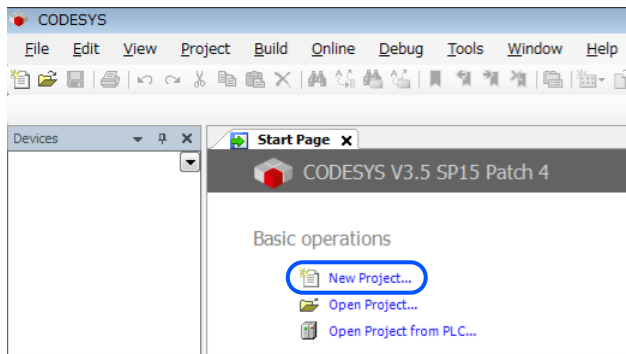 CODESYS
File Edit View Project Build Online Debug Tools Window Help
Devices
Start Page
CODESYS V3.5 SP15 Patch 4
Basic operations
New Project...
Open Project...
Open Project from PLC...